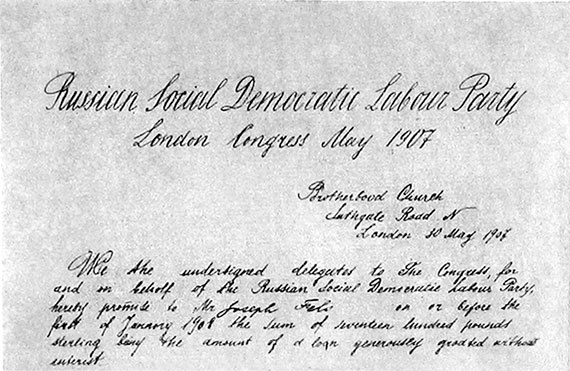 Russian Social Democratic Labour Party
London Congress May 1907
Brotherhood Church
Suthgate Road N
London 30 May 1907
We the undersigned delegates to The Congress, for
and on behalf of the Russian Social Democratic Labour Party,
hereby promise to Mr Joseph Fels on or before the
first of January 1908 the sum of seventeen hundred pounds
sterling being the amount of a loan generously granted without
interest.